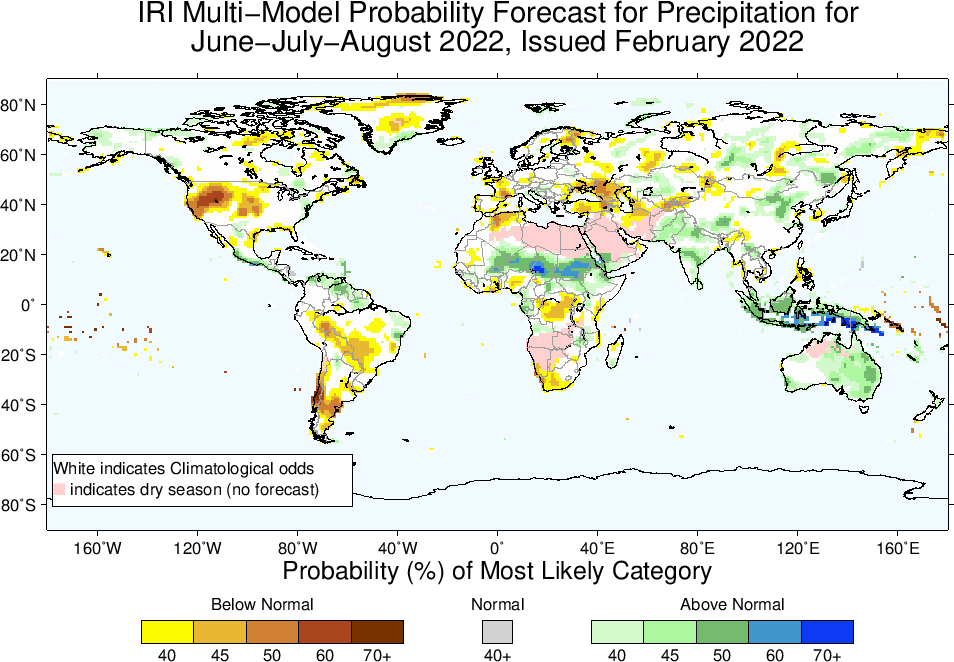 IRI Multi−Model Probability Forecast for Precipitation for
June−July−August 2022, Issued February 2022
80˚N
60˚N
40˚N
20˚N
0˚
20˚S
40˚S
60˚S
80˚S
White indicates Climatological odds
indicates dry season (no forecast)
160˚W 120˚W 80˚W 40˚W 0˚ 40˚E 80˚E 120˚E 160˚E
Probability (%) of Most Likely Category
Below Normal Normal Above Normal
40 45 50 60 70+ 40+ 40 45 50 60 70+